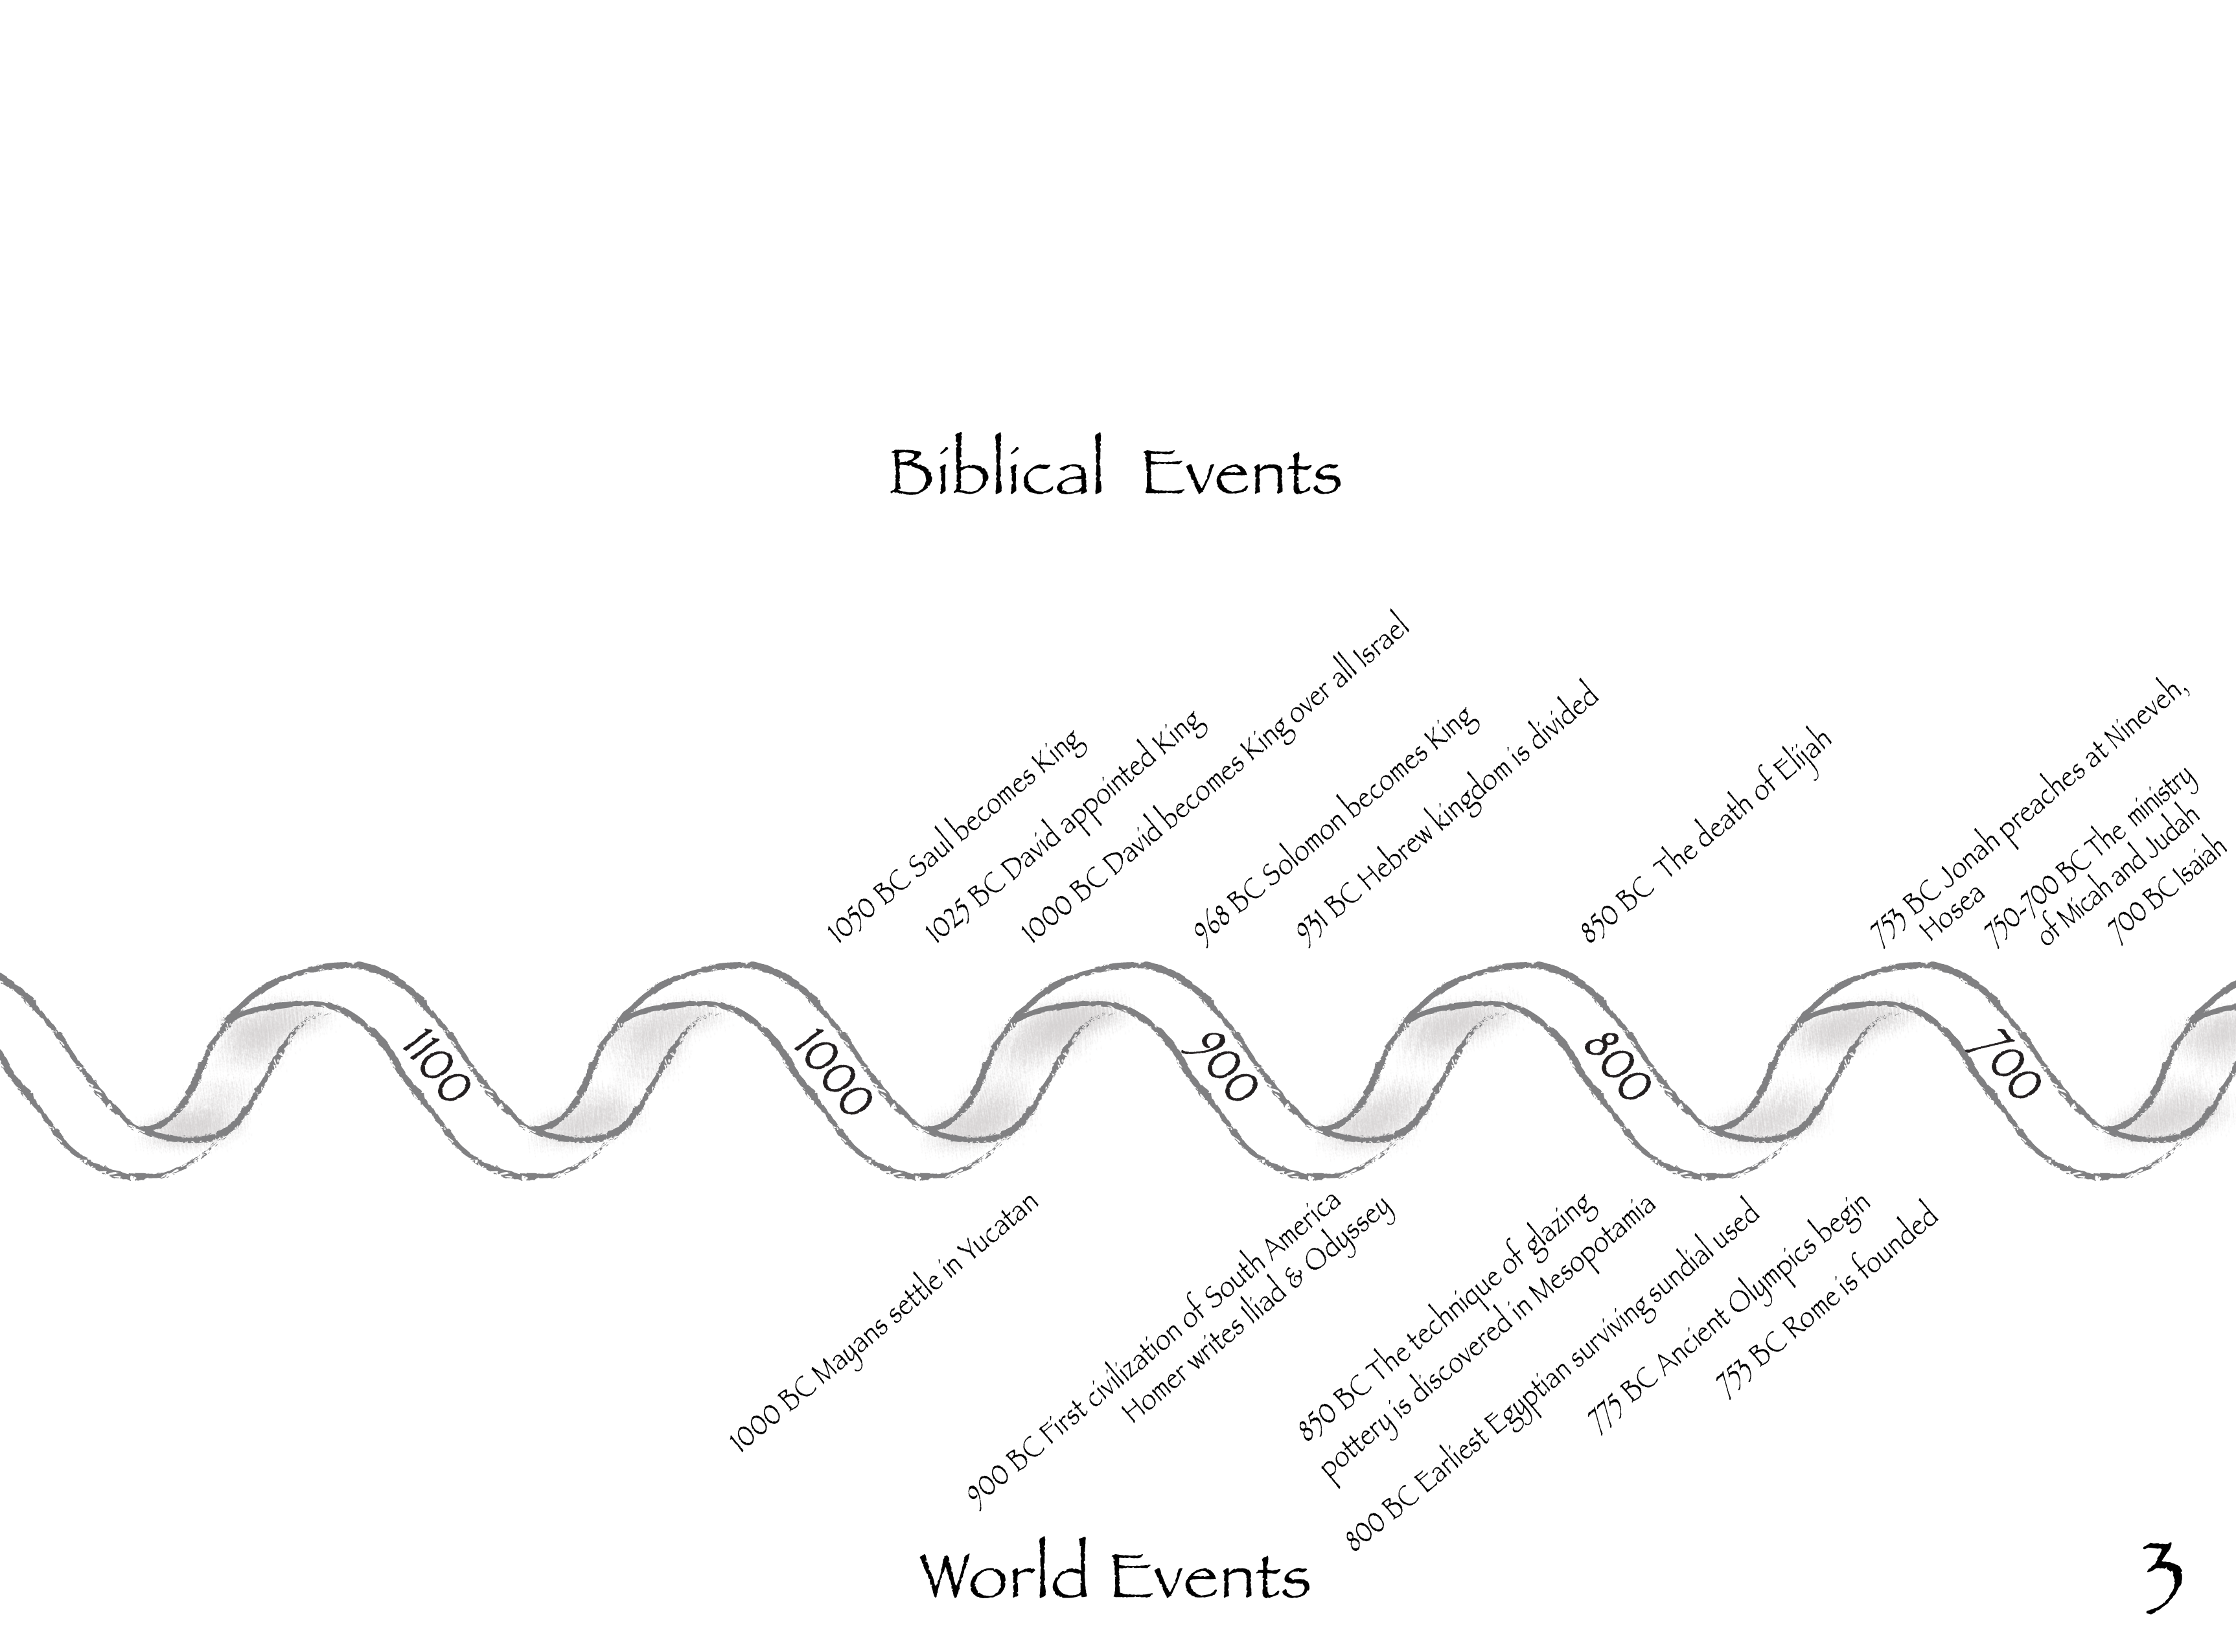 Biblical Events
1050 BC Saul becomes King
1025 BC David appointed King
1000 BC David becomes King over all Israel
968 BC Solomon becomes King
931 BC Hebrew kingdom is divided
850 BC The death of Elijah
753 BC Jonah preaches at Nineveh,
Hosea
750-700 BC The ministry
of Micah and Judah
700 BC Isaiah
1100
1000
900
800
700
1000 BC Mayans settle in Yucatan
900 BC First civilization of South America
Homer writes Iliad & Odyssey
850 BC The technique of glazing
pottery is discovered in Mesopotamia
800 BC Earliest Egyptian surviving sundial used
775 BC Ancient Olympics begin
753 BC Rome is founded
World Events
3